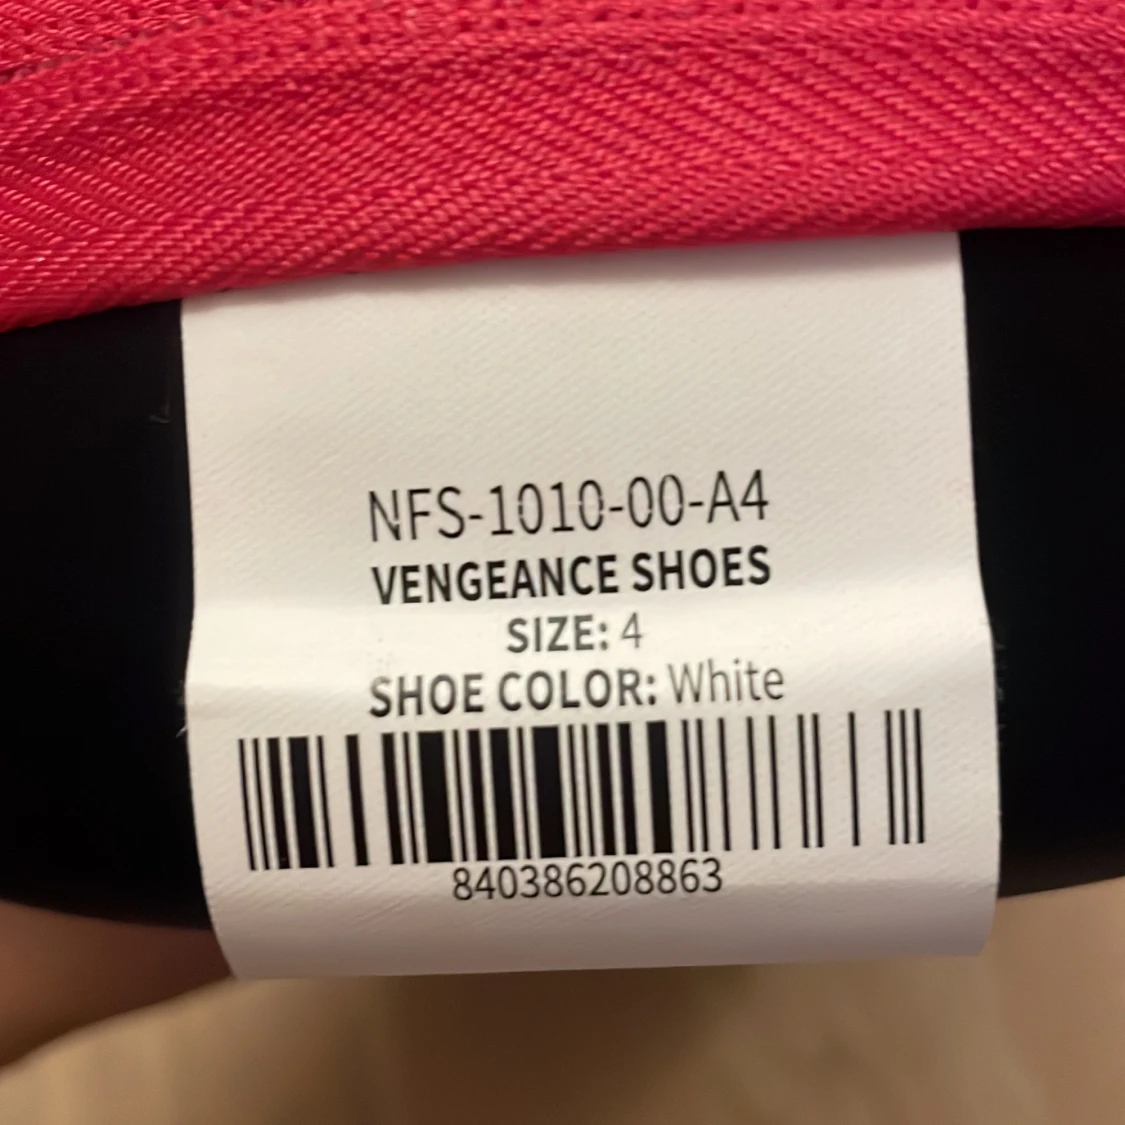 NFS-1010-00-A4
VENGEANCE SHOES
SIZE: 4
SHOE COLOR: White
840386208863